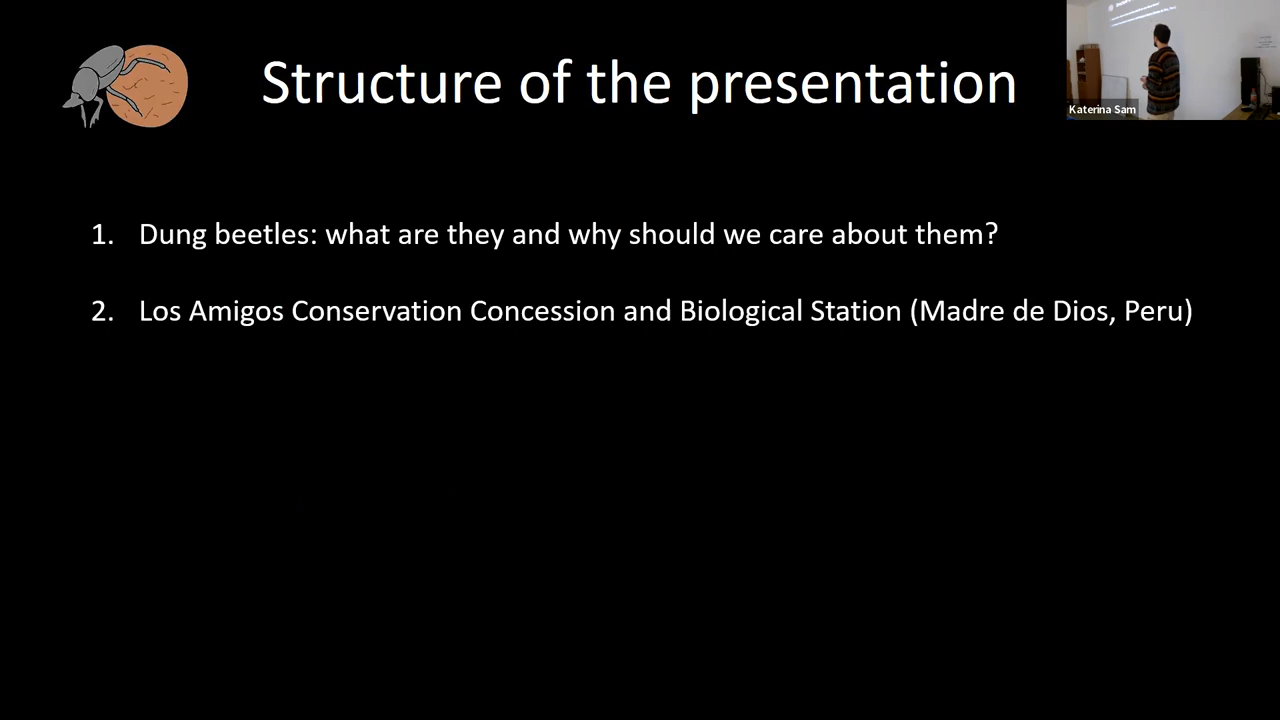 Structure of the presentation
Katerina Sam
1. Dung beetles: what are they and why should we care about them?
2. Los Amigos Conservation Concession and Biological Station (Madre de Dios, Peru)